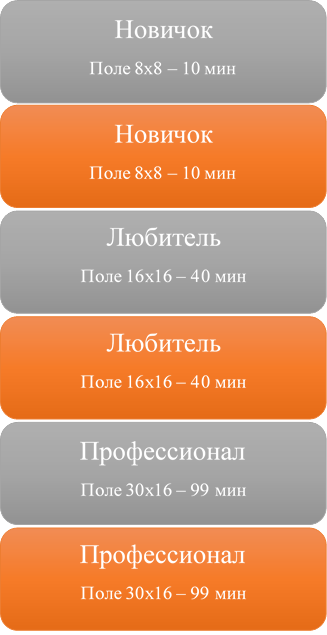 Новичок
Поле 8x8 – 10 мин
Новичок
Поле 8x8 – 10 мин
Любитель
Поле 16x16 – 40 мин
Любитель
Поле 16x16 – 40 мин
Профессионал
Поле 30x16 – 99 мин
Профессионал
Поле 30x16 – 99 мин